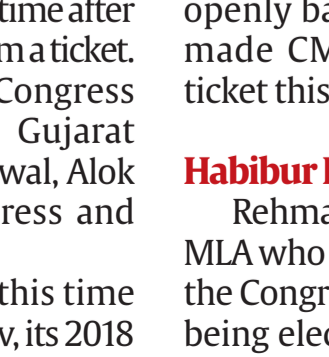 time after
m a ticket.
Congress
Gujarat
wal, Alok
ress and
this time
v, its 2018
openly ba
made CM
ticket this
Habibur
Rehma
MLA who
the Congr
being elec